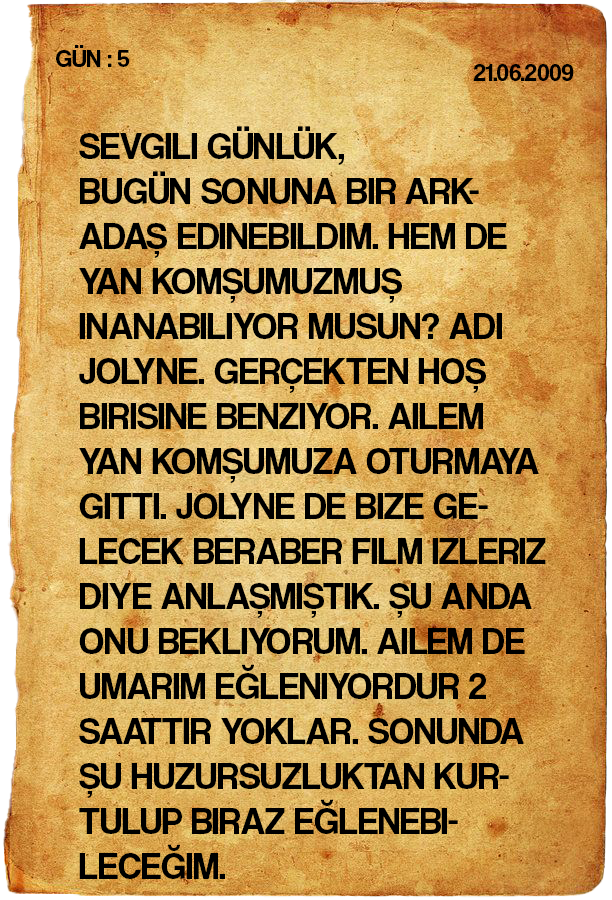 GÜN : 5
21.06.2009
SEVGILI GÜNLÜK,
BUGÜN SONUNA BIR ARK-
ADAŞ EDINEBILDIM. HEM DE
YAN KOMŞUMUZMUŞ
INANABILIYOR MUSUN? ADI
JOLYNE. GERÇEKTEN HOŞ
BIRISINE BENZIYOR. AILEM
YAN KOMŞUMUZA OTURMAYA
GITTI. JOLYNE DE BIZE GE-
LECEK BERABER FILM IZLERIZ
DIYE ANLAŞMIŞTIK. ŞU ANDA
ONU BEKLIYORUM. AILEM DE
UMARIM EĞLENIYORDUR 2
SAATTIR YOKLAR. SONUNDA
ŞU HUZURSUZLUKTAN KUR-
TULUP BIRAZ EĞLENEBI-
LECEĞIM.